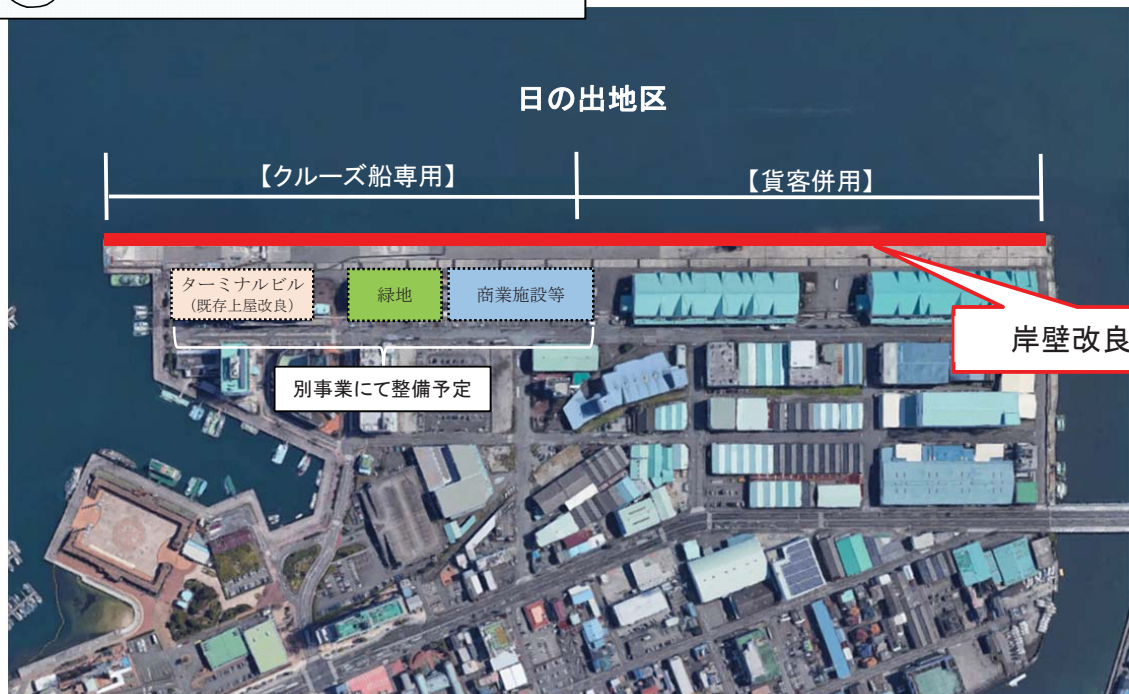 日の出地区
【クルーズ船専用】
【貨客併用】
ターミナルビル
(既存上屋改良)
緑地
商業施設等
岸壁改良
別事業にて整備予定